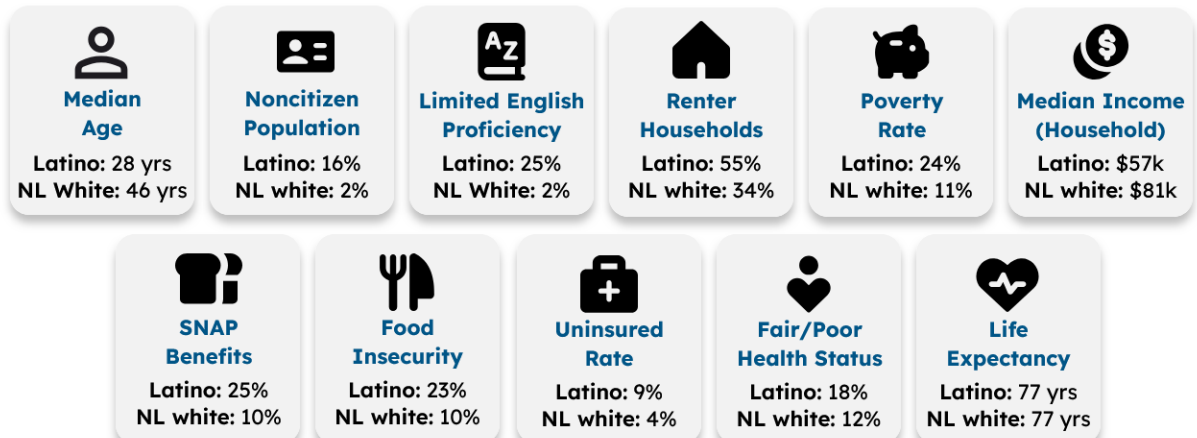 A Z
$
Median
Age
Latino: 28 yrs
NL White: 46 yrs
Noncitizen
Population
Latino: 16%
NL white: 2%
Limited English
Proficiency
Latino: 25%
NL White: 2%
Renter
Households
Latino: 55%
NL white: 34%
Poverty
Rate
Latino: 24%
NL white: 11%
Median Income
(Household)
Latino: $57k
NL white: $81k
SNAP
Benefits
Latino: 25%
NL white: 10%
Food
Insecurity
Latino: 23%
NL white: 10%
Uninsured
Rate
Latino: 9%
NL white: 4%
Fair/Poor
Health Status
Latino: 18%
NL white: 12%
Life
Expectancy
Latino: 77 yrs
NL white: 77 yrs